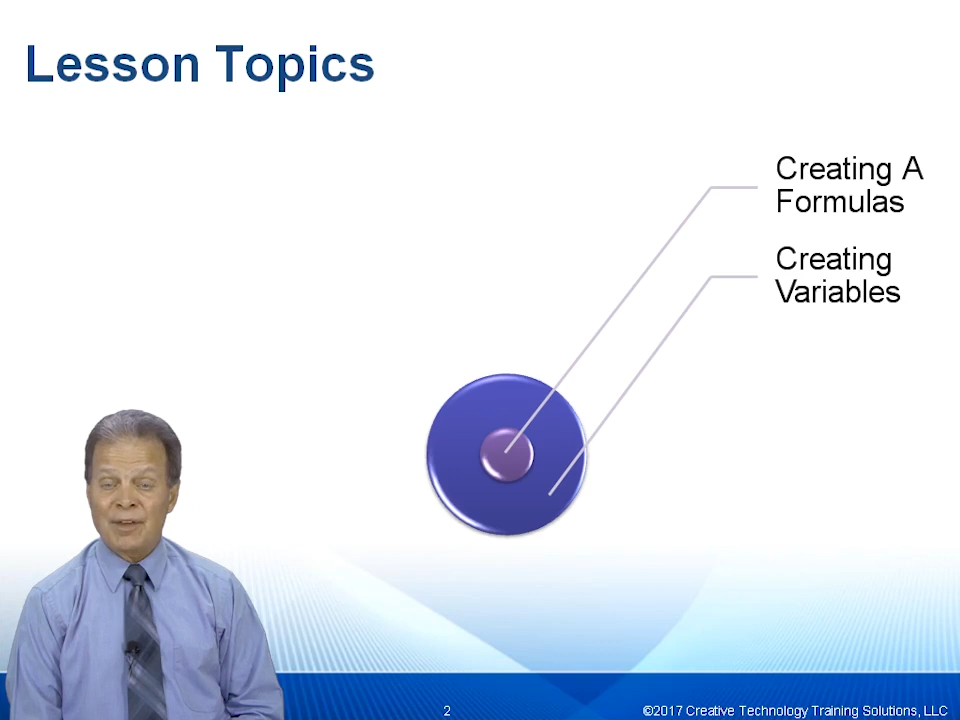 Lesson Topics
Creating A
Formulas
Creating
Variables
2
©2017 Creative Technology Training Solutions, LLC